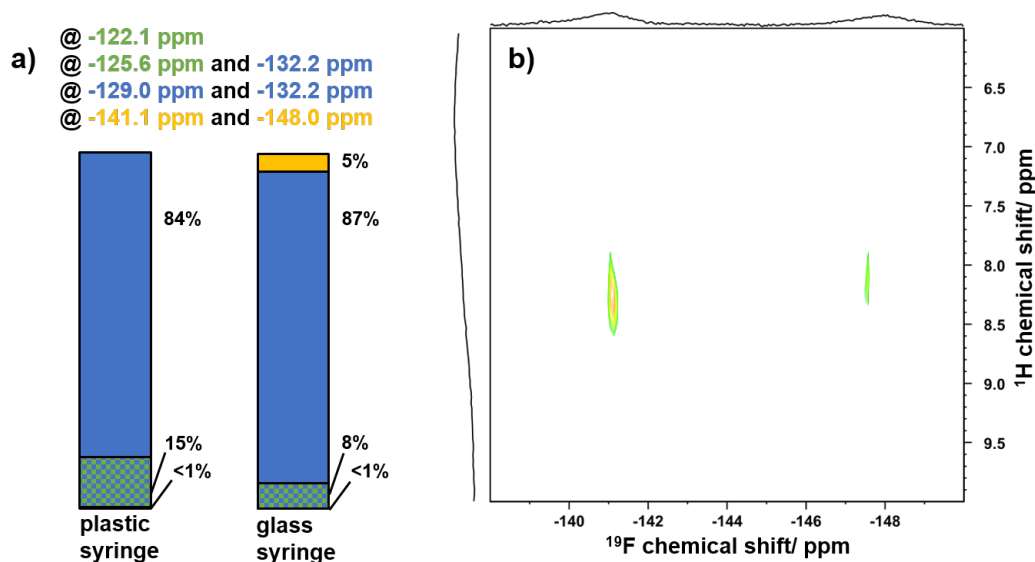 a)
@ -122.1 ppm
@ -125.6 ppm and -132.2 ppm
@ -129.0 ppm and -132.2 ppm
@ -141.1 ppm and -148.0 ppm
5%
84%
87%
15%
<1%
8%
<1%
plastic
syringe
glass
syringe
b)
6.5
7.0
7.5
8.0
8.5
9.0
9.5
¹H chemical shift/ ppm
-140
-142
-144
-146
-148
¹⁹F chemical shift/ ppm